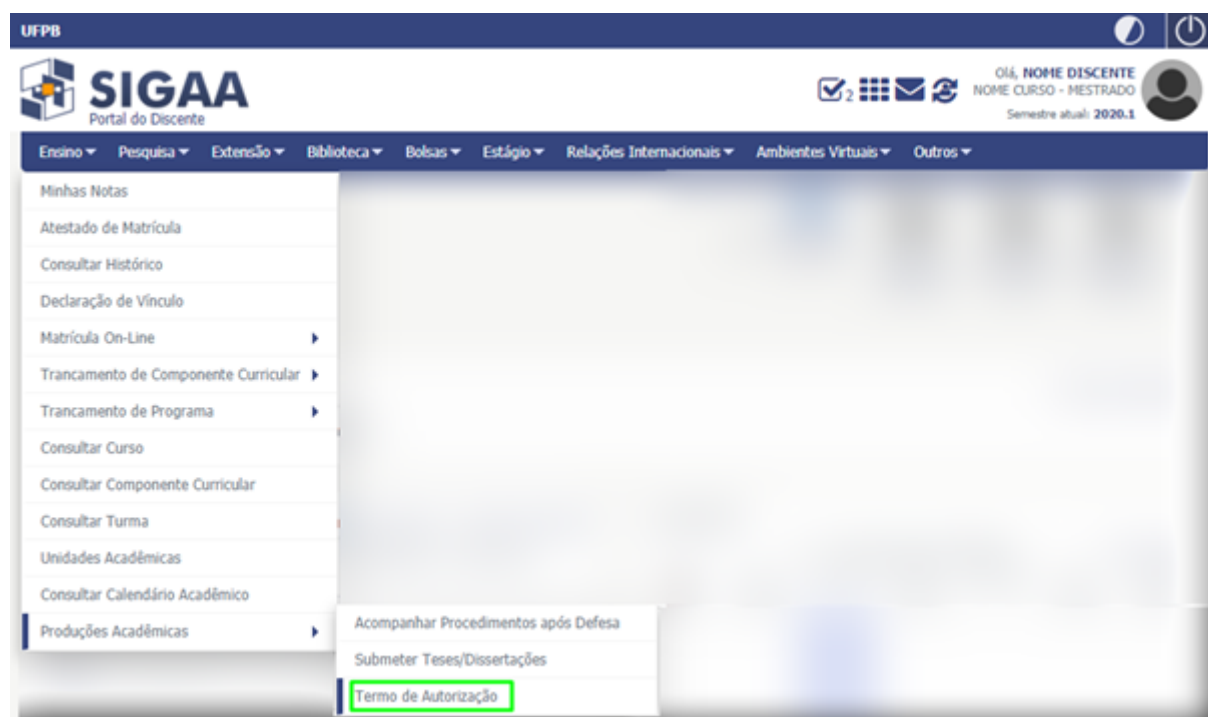 UFPB
SIGAA
Portal do Discente
2
Olá, NOME DISCENTE
NOME CURSO - MESTRADO
Semestre atual: 2020.1
Ensino Pesquisa Extensão Biblioteca Bolsas Estágio Relações Internacionais Ambientes Virtuais Outros
Minhas Notas
Atestado de Matrícula
Consultar Histórico
Declaração de Vínculo
Matrícula On-Line
Trancamento de Componente Curricular
Trancamento de Programa
Consultar Curso
Consultar Componente Curricular
Consultar Turma
Unidades Acadêmicas
Consultar Calendário Acadêmico
Produções Acadêmicas
Acompanhar Procedimentos após Defesa
Submeter Teses/Dissertações
Termo de Autorização